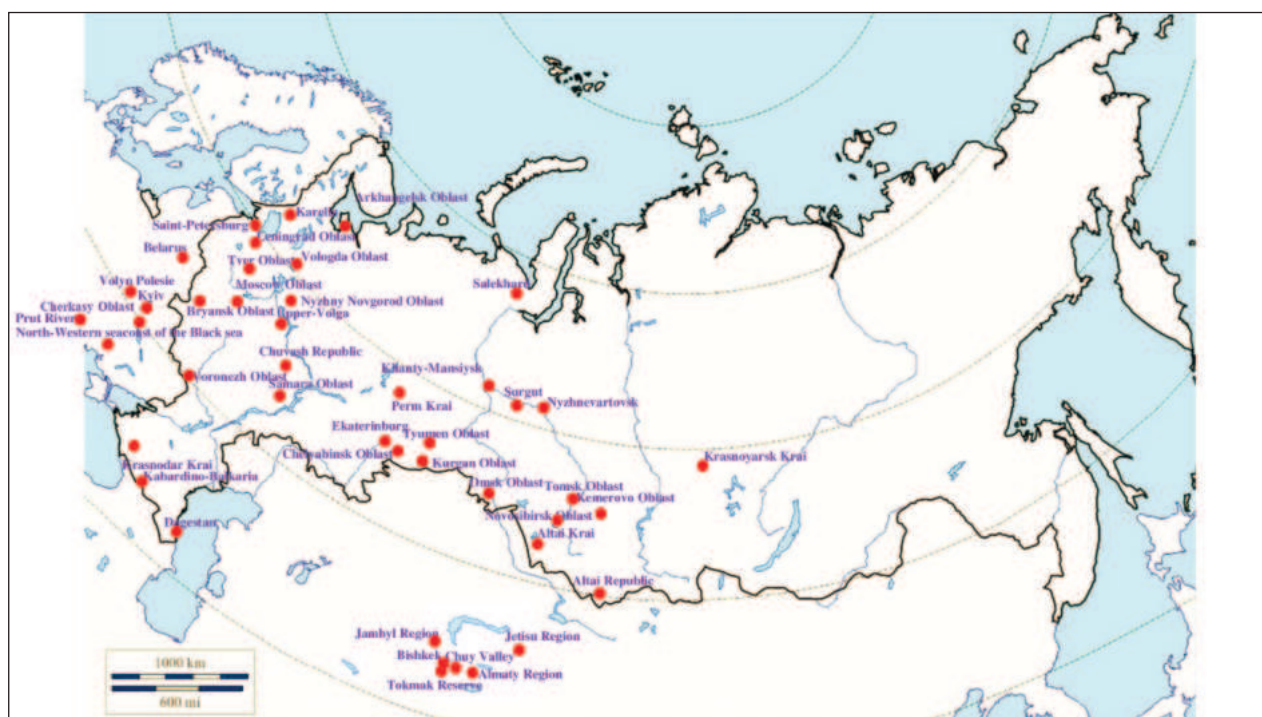 Arkhangelsk Oblast
Karelia
Saint-Petersburg
Leningrad Oblast
Belarus
Tver Oblast
Vologda Oblast
Volyn Polesie
Moscow Oblast
Salekhard
Kyiv
Nyzhny Novgorod Oblast
Cherkasy Oblast
Bryansk Oblast
Upper-Volga
Prut River
North-Western seacoast of the Black sea
Chuvash Republic
Khanty-Mansiysk
Voronezh Oblast
Samara Oblast
Surgut
Nyzhnevartovsk
Perm Krai
Ekaterinburg
Tyumen Oblast
Chelyabinsk Oblast
Kurgan Oblast
Krasnoyarsk Krai
Krasnodar Krai
Kabardino-Balkaria
Omsk Oblast
Tomsk Oblast
Kemerovo Oblast
Novosibirsk Oblast
Dagestan
Altai Krai
Altai Republic
Jambyl Region
Jetisu Region
Bishkek
Chuy Valley
Almaty Region
Tokmak Reserve
1000 km
600 mi